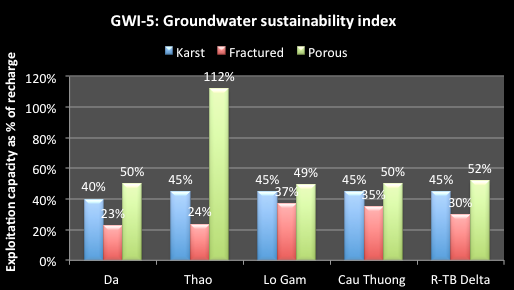 GWI-5: Groundwater sustainability index
Karst Fractured Porous
Exploitation capacity as % of recharge
120%
100%
80%
60%
40%
20%
0%
40% 23% 50%
45% 24% 112%
45% 37% 49%
45% 35% 50%
45% 30% 52%
Da Thao Lo Gam Cau Thuong R-TB Delta